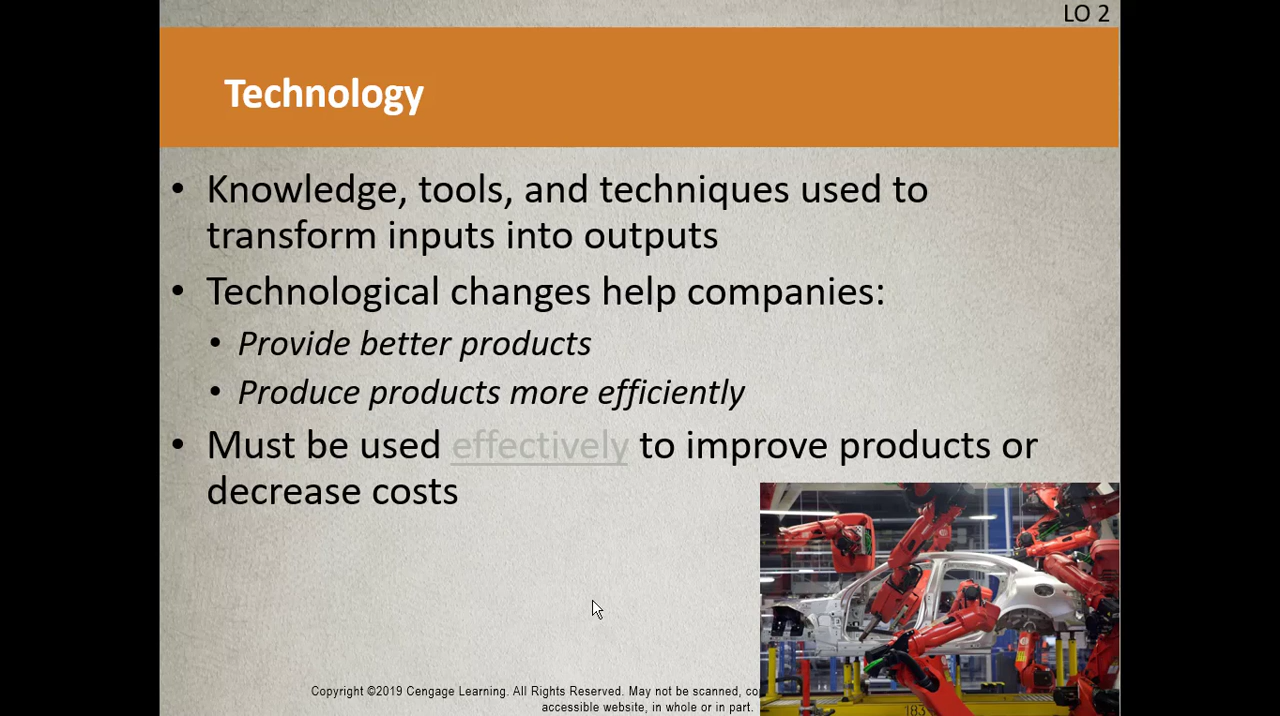 LO 2
Technology
• Knowledge, tools, and techniques used to
transform inputs into outputs
• Technological changes help companies:
• Provide better products
• Produce products more efficiently
• Must be used effectively to improve products or
decrease costs
Copyright ©2019 Cengage Learning. All Rights Reserved. May not be scanned,
accessible website, in whole or in part.
183